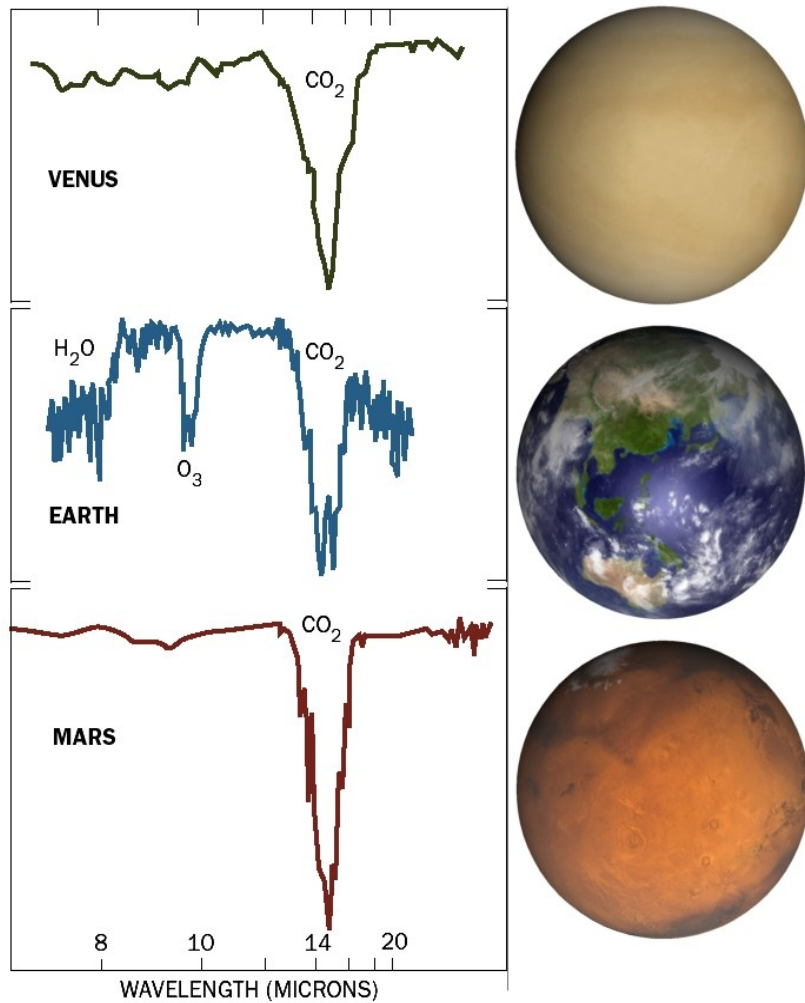 CO₂
VENUS
H₂O
CO₂
O₃
EARTH
CO₂
MARS
8 10 14 20
WAVELENGTH (MICRONS)